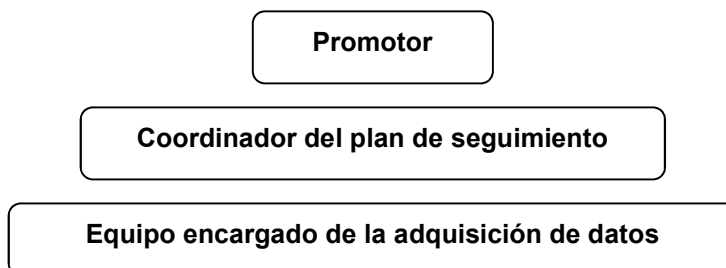 Promotor
Coordinador del plan de seguimiento
Equipo encargado de la adquisición de datos